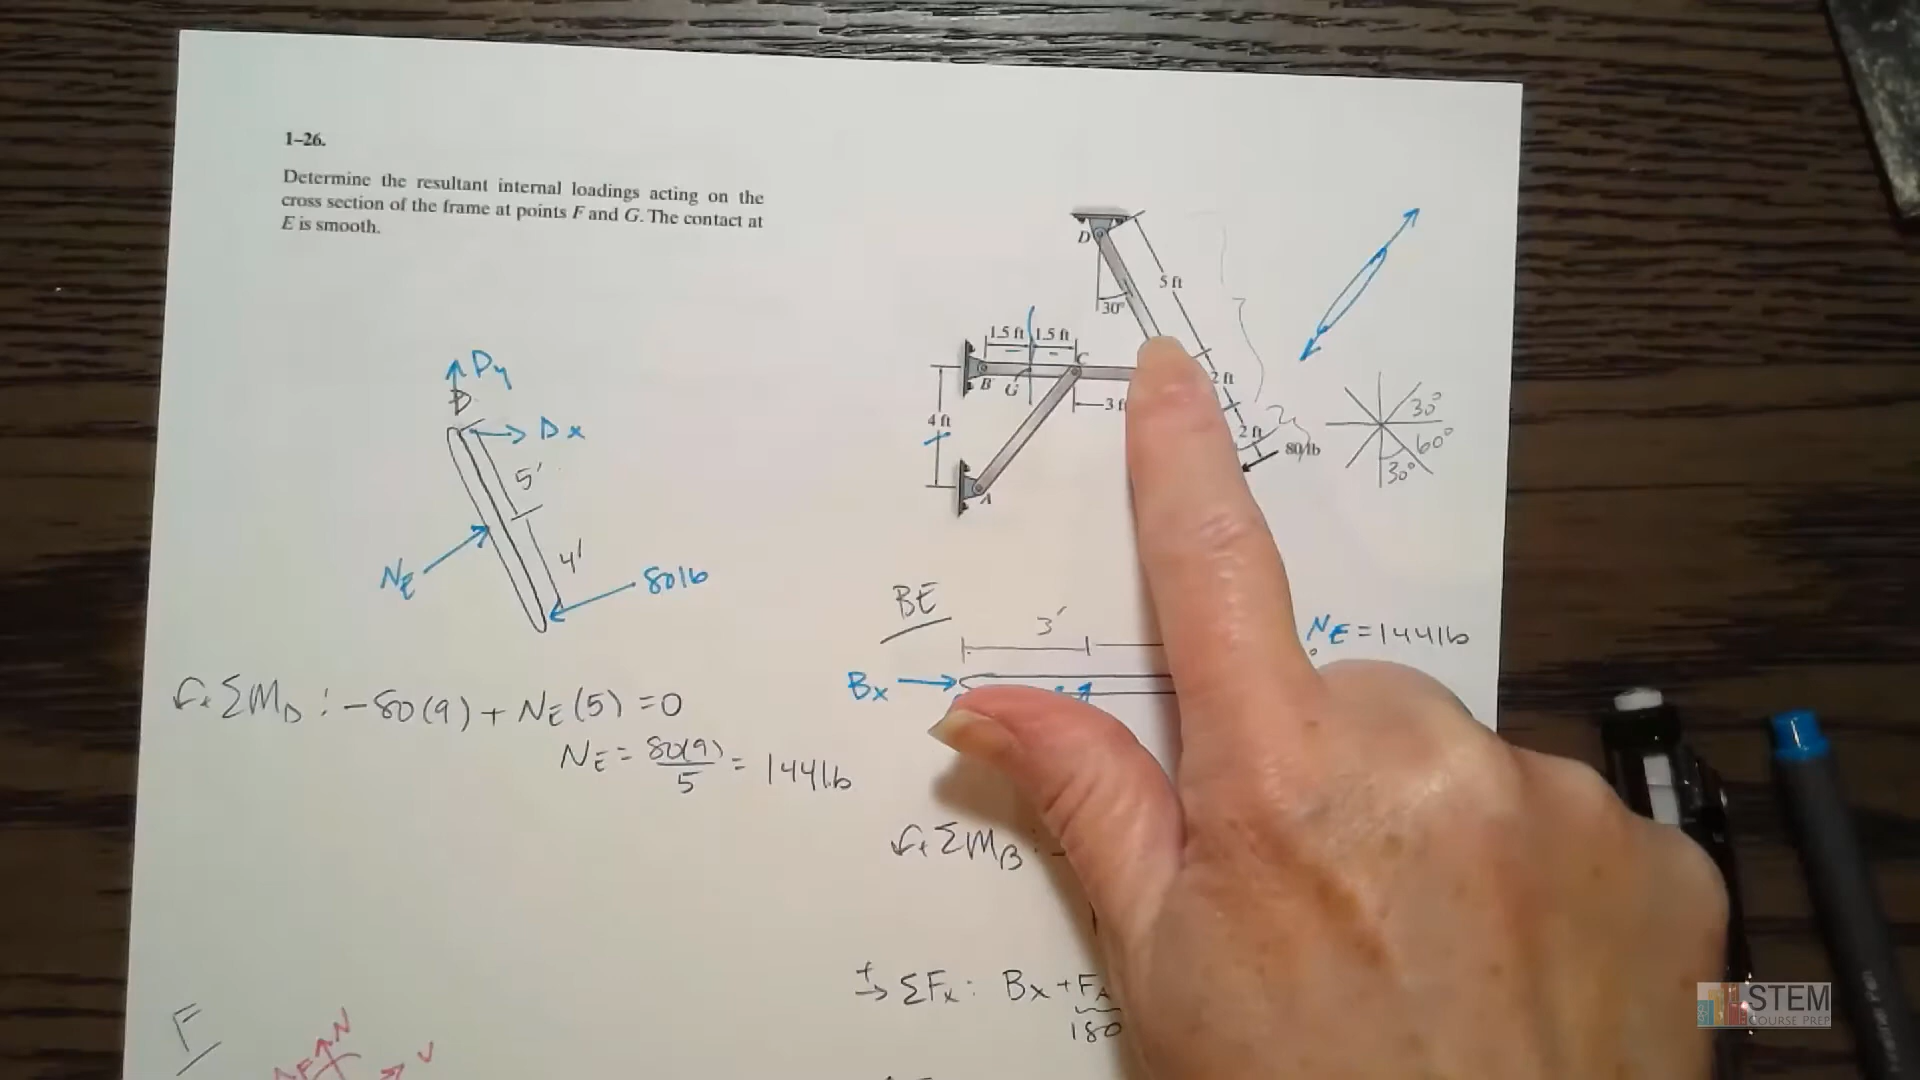 1–26.
Determine the resultant internal loadings acting on the
cross section of the frame at points F and G. The contact at
E is smooth.
D
5 ft
30°
1.5 ft 1.5 ft
C
B G
2 ft
3 f
4 ft
2 ft
80 lb
A
30°
60°
30°
Dy
D
Dx
5'
4'
NE
80lb
BE
3'
NE = 144lb
Bx
+ΣMD : -80(9) + NE(5) = 0
NE = 80(9)/5 = 144lb
+ΣMB : -
+→ ΣFx: Bx + FA
180
F
N
V
STEM
COURSE PREP